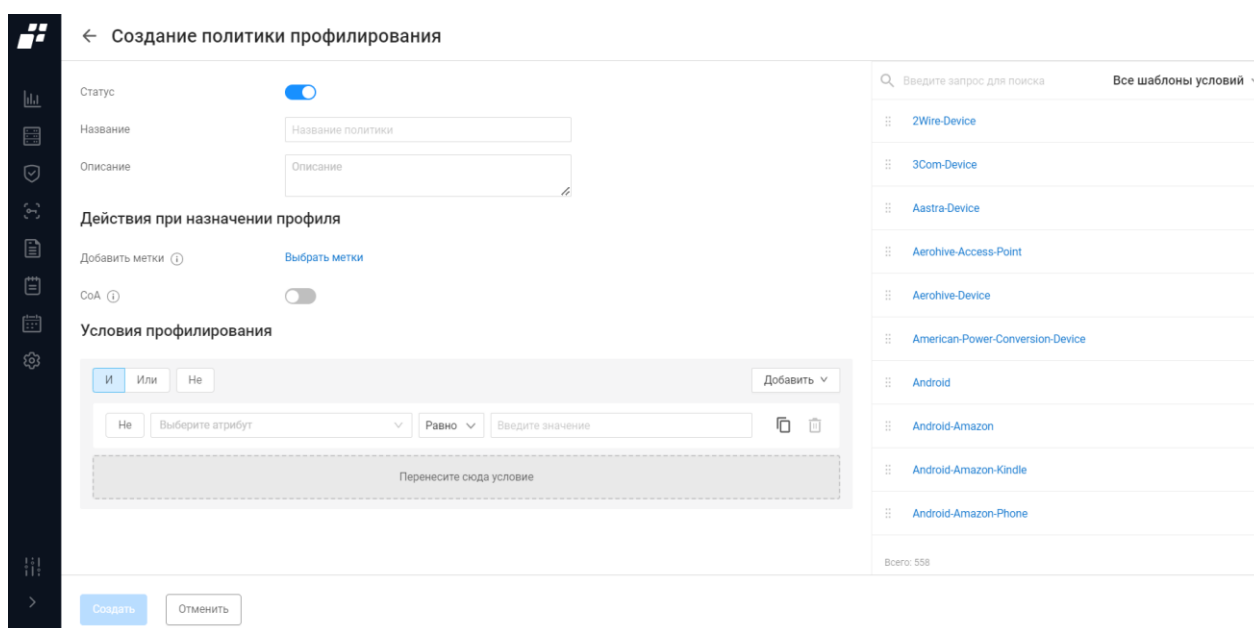 Создание политики профилирования
Статус
Название
Название политики
Описание
Описание
Действия при назначении профиля
Добавить метки
Выбрать метки
CoA
Условия профилирования
И Или Не Добавить
Не Выберите атрибут Равно Введите значение
Перенесите сюда условие
Создать Отменить
Введите запрос для поиска Все шаблоны условий
2Wire-Device
3Com-Device
Aastra-Device
Aerohive-Access-Point
Aerohive-Device
American-Power-Conversion-Device
Android
Android-Amazon
Android-Amazon-Kindle
Android-Amazon-Phone
Всего: 558